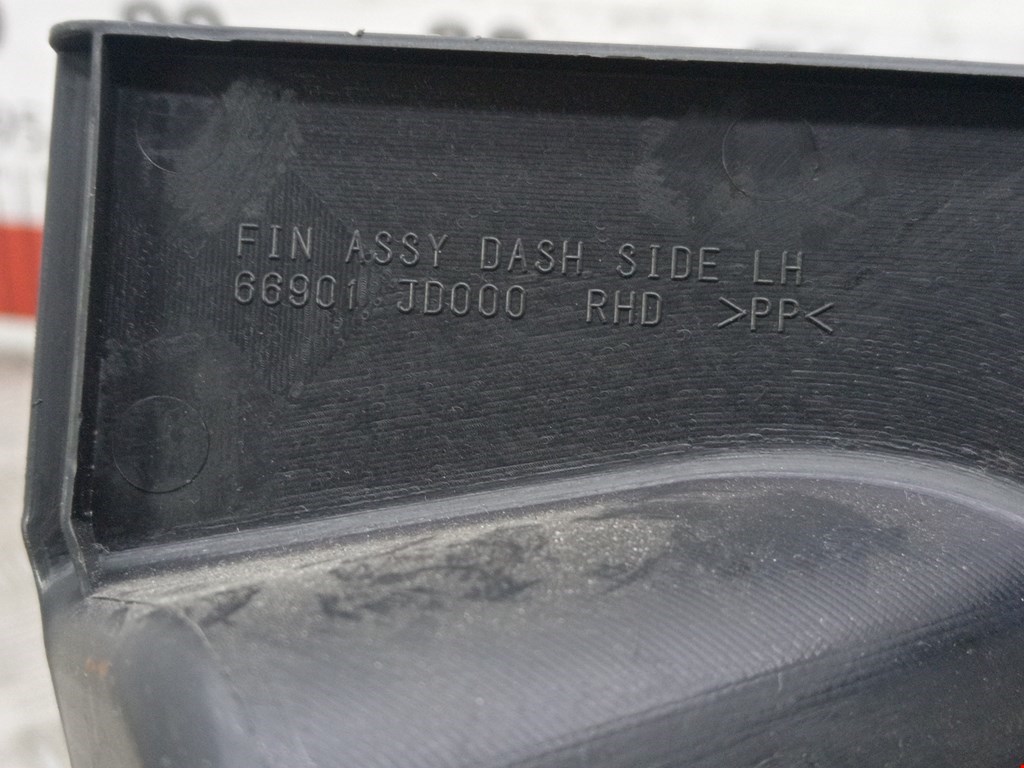 FIN ASSY DASH SIDE LH
66901 JD000 RHD >PP<